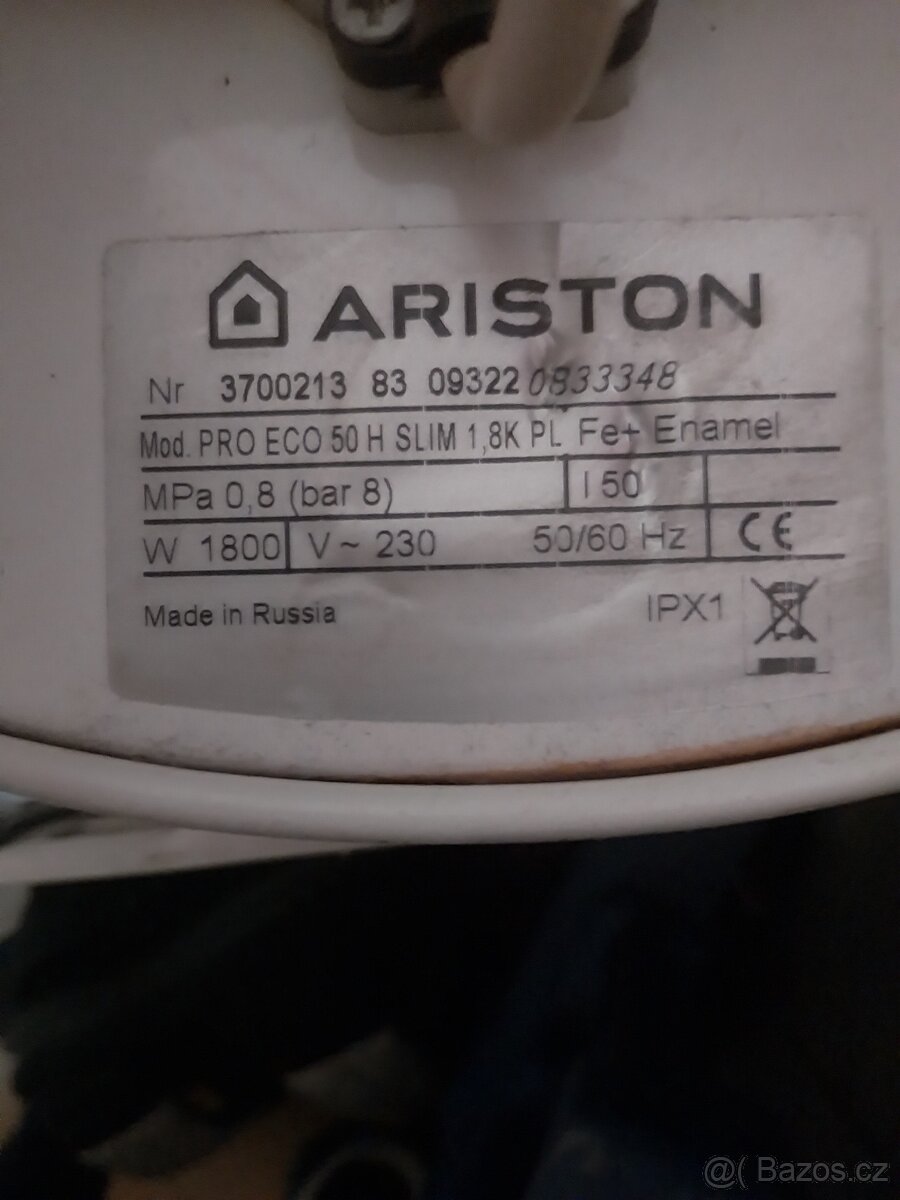 ARISTON
Nr 3700213 83 09322 0833348
Mod. PRO ECO 50 H SLIM 1,8K PL Fe+ Enamel
MPa 0,8 (bar 8) l 50
W 1800 V~ 230 50/60 Hz CE
Made in Russia IPX1
@( Bazos.cz